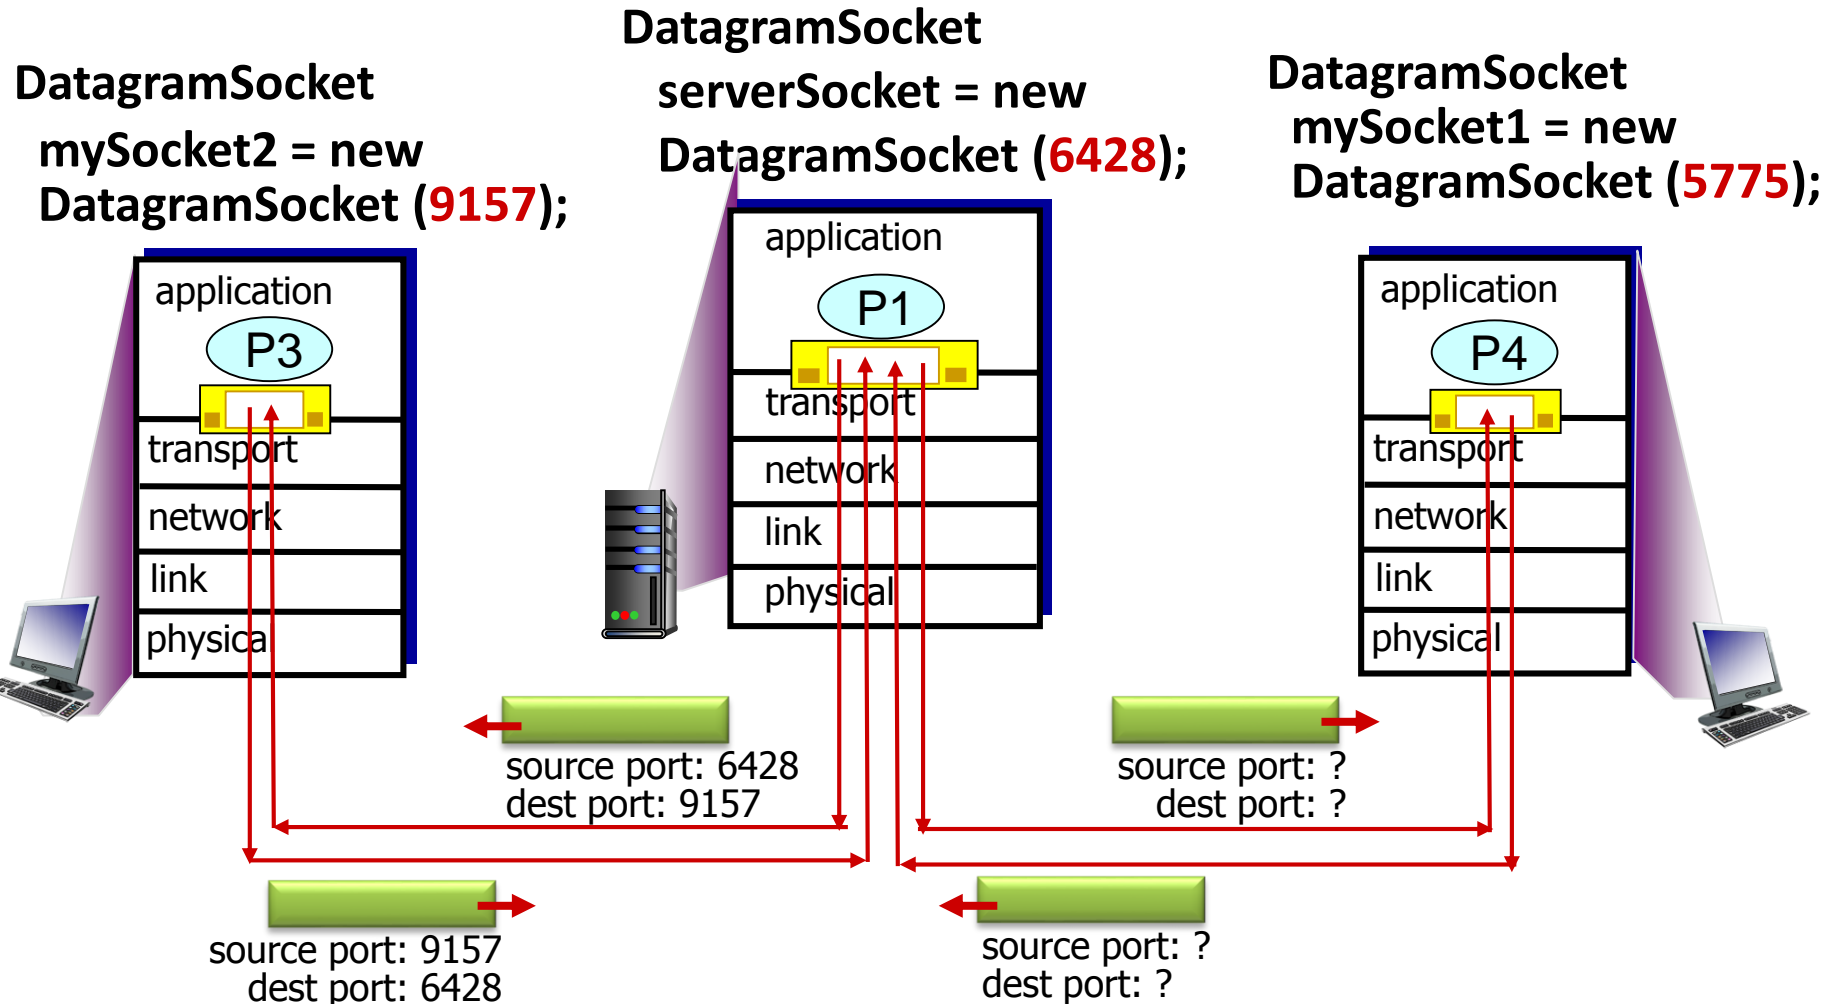 DatagramSocket
mySocket2 = new
DatagramSocket (9157);
DatagramSocket
serverSocket = new
DatagramSocket (6428);
DatagramSocket
mySocket1 = new
DatagramSocket (5775);
application
P3
transport
network
link
physical
application
P1
transport
network
link
physical
application
P4
transport
network
link
physical
source port: 6428
dest port: 9157
source port: ?
dest port: ?
source port: 9157
dest port: 6428
source port: ?
dest port: ?